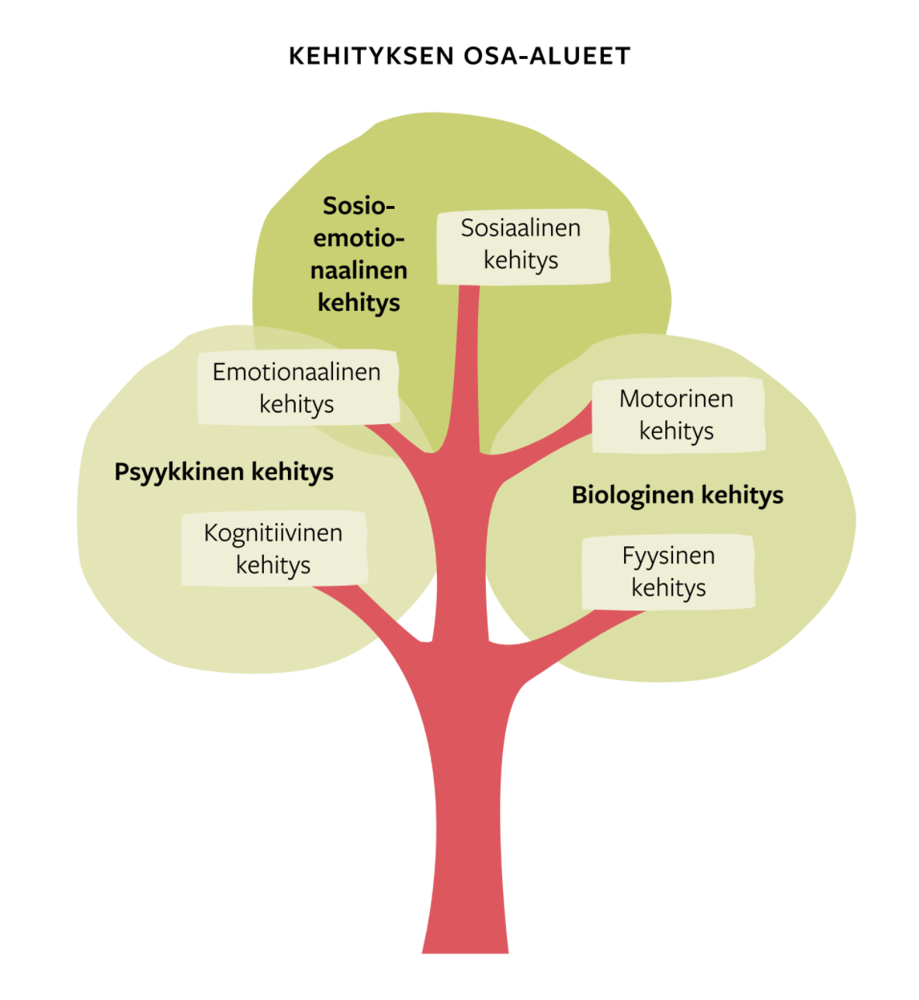 KEHITYKSEN OSA-ALUEET
Sosio-
emotio-
naalinen
kehitys
Sosiaalinen
kehitys
Emotionaalinen
kehitys
Motorinen
kehitys
Psyykkinen kehitys
Biologinen kehitys
Kognitiivinen
kehitys
Fyysinen
kehitys